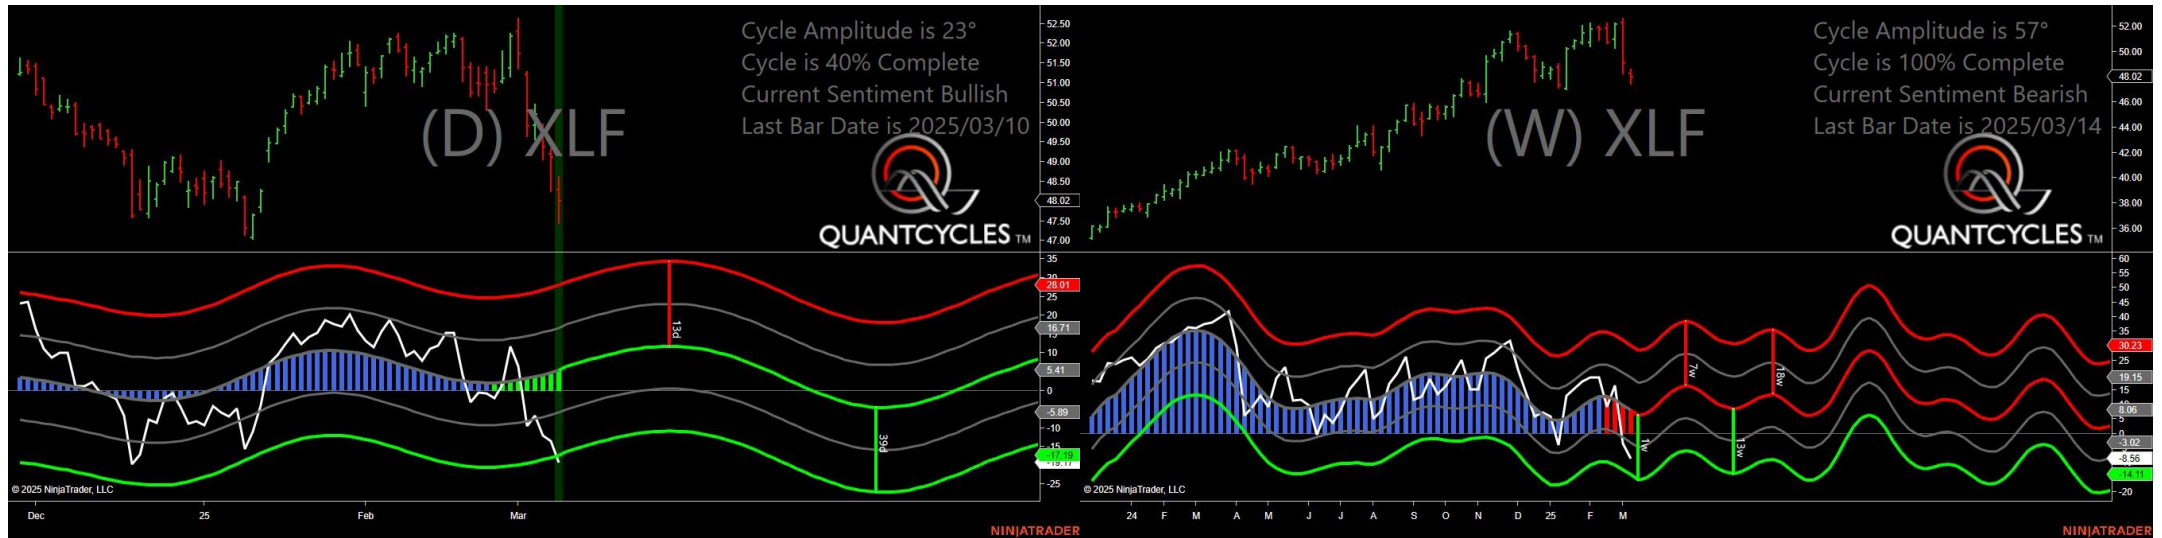 Cycle Amplitude is 23°
Cycle is 40% Complete
Current Sentiment Bullish
Last Bar Date is 2025/03/10
(D) XLF
QUANTCYCLES TM
52.50
52.00
51.50
51.00
50.50
50.00
49.50
49.00
48.50
48.02
47.50
47.00
35
30
28.01
25
20
16.71
15
10
5.41
0
-5.89
-10
-15
-17.19
-19.17
-25
13d
39d
© 2025 NinjaTrader, LLC
Dec
25
Feb
Mar
NINJATRADER
Cycle Amplitude is 57°
Cycle is 100% Complete
Current Sentiment Bearish
Last Bar Date is 2025/03/14
(W) XLF
QUANTCYCLES TM
52.00
50.00
48.02
46.00
44.00
42.00
40.00
38.00
36.00
60
55
50
45
40
35
30.23
25
19.15
15
8.06
0
-3.02
-8.56
-14.11
-20
7w
18w
1w
13w
© 2025 NinjaTrader, LLC
24 F M A M J J A S O N D 25 F M
NINJATRADER